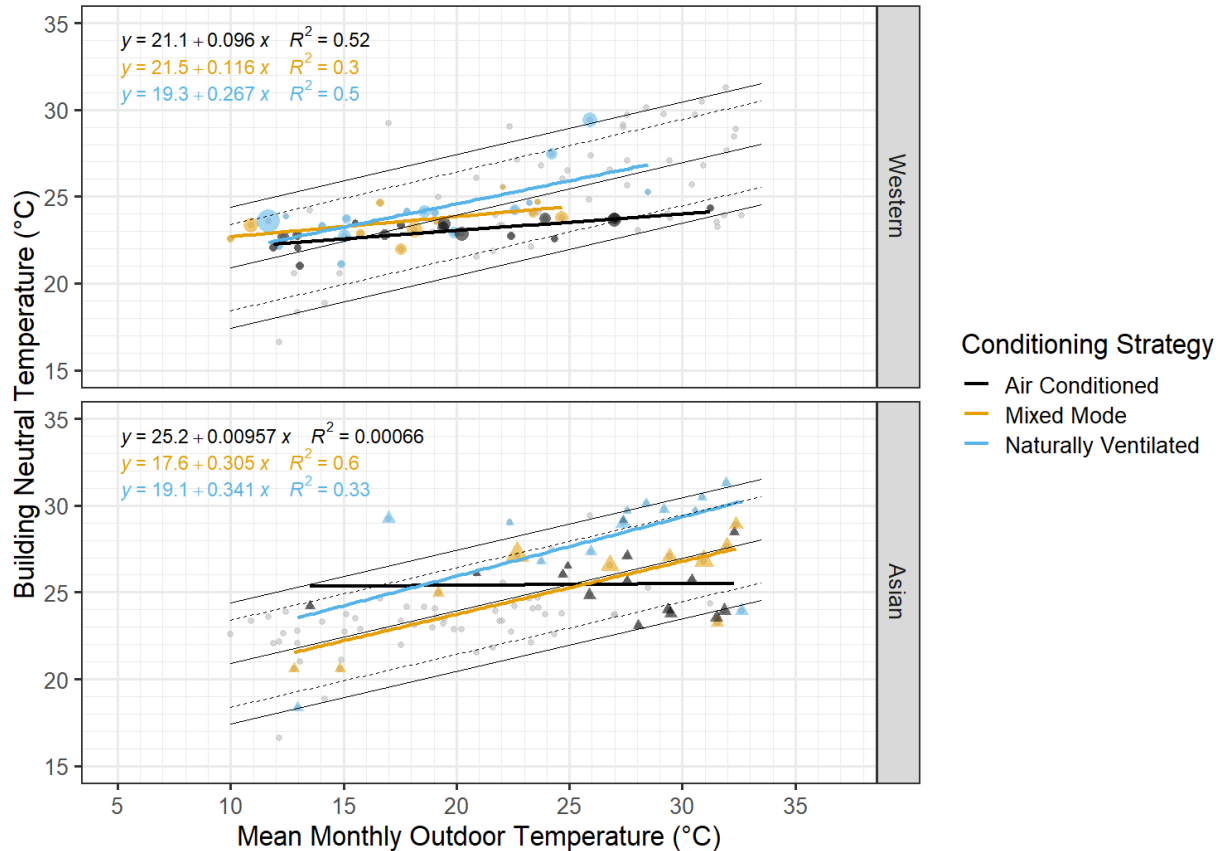 35
30
25
20
15
y = 21.1 + 0.096 x   R² = 0.52
y = 21.5 + 0.116 x   R² = 0.3
y = 19.3 + 0.267 x   R² = 0.5
Western
35
30
25
20
15
y = 25.2 + 0.00957 x   R² = 0.00066
y = 17.6 + 0.305 x   R² = 0.6
y = 19.1 + 0.341 x   R² = 0.33
Asian
5 10 15 20 25 30 35
Mean Monthly Outdoor Temperature (°C)
Building Neutral Temperature (°C)
Conditioning Strategy
Air Conditioned
Mixed Mode
Naturally Ventilated